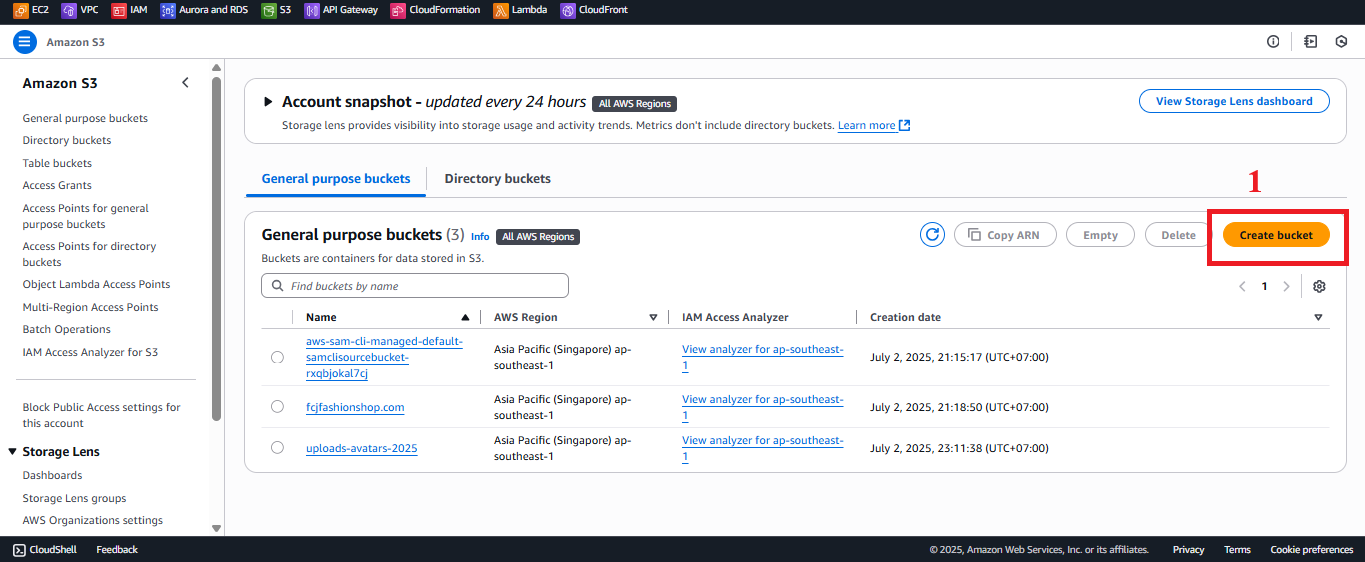 EC2 VPC IAM Aurora and RDS S3 API Gateway CloudFormation Lambda CloudFront
Amazon S3
Amazon S3
General purpose buckets
Directory buckets
Table buckets
Access Grants
Access Points for general
purpose buckets
Access Points for directory
buckets
Object Lambda Access Points
Multi-Region Access Points
Batch Operations
IAM Access Analyzer for S3
Block Public Access settings for
this account
Storage Lens
Dashboards
Storage Lens groups
AWS Organizations settings
Account snapshot - updated every 24 hours All AWS Regions
View Storage Lens dashboard
Storage lens provides visibility into storage usage and activity trends. Metrics don't include directory buckets. Learn more
General purpose buckets Directory buckets
1
General purpose buckets (3) Info All AWS Regions
Copy ARN Empty Delete Create bucket
Buckets are containers for data stored in S3.
Find buckets by name
1
Name AWS Region IAM Access Analyzer Creation date
aws-sam-cli-managed-default-
samclisourcebucket-
rxqbjokal7cj
Asia Pacific (Singapore) ap-
southeast-1
View analyzer for ap-southeast-
1
July 2, 2025, 21:15:17 (UTC+07:00)
fcjfashionshop.com
Asia Pacific (Singapore) ap-
southeast-1
View analyzer for ap-southeast-
1
July 2, 2025, 21:18:50 (UTC+07:00)
uploads-avatars-2025
Asia Pacific (Singapore) ap-
southeast-1
View analyzer for ap-southeast-
1
July 2, 2025, 23:11:38 (UTC+07:00)
CloudShell Feedback © 2025, Amazon Web Services, Inc. or its affiliates. Privacy Terms Cookie preferences